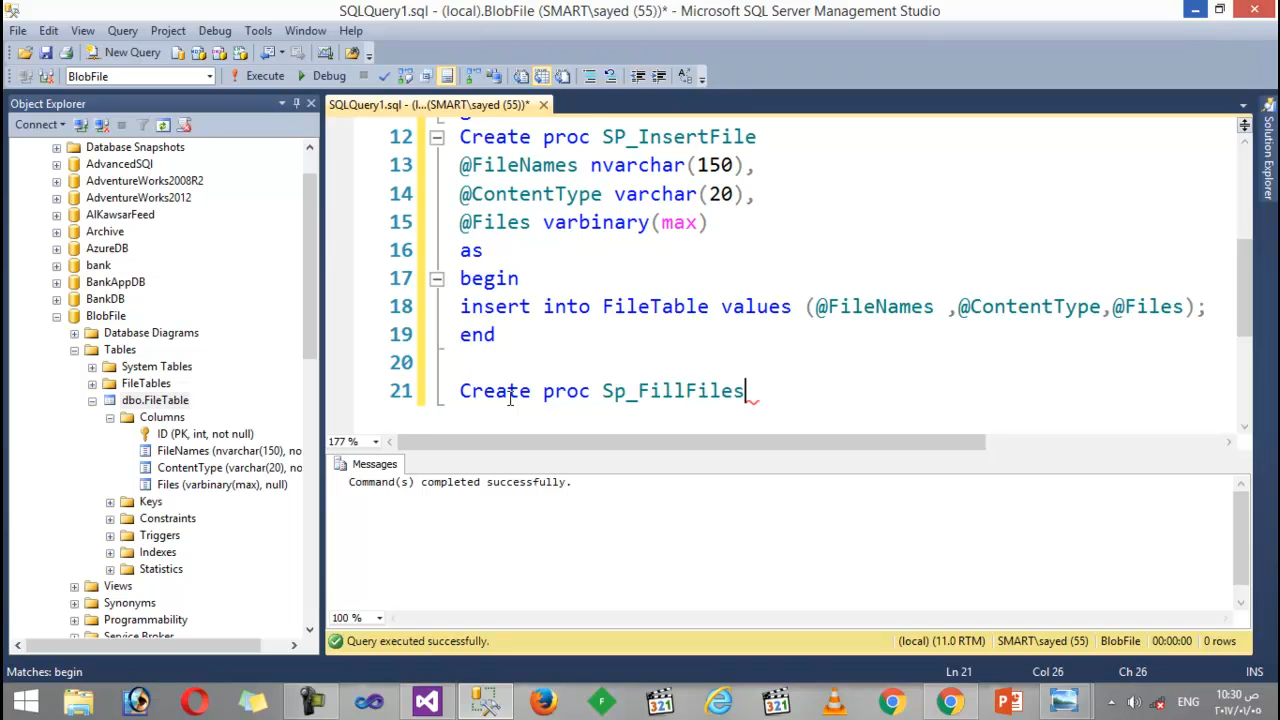 SQLQuery1.sql - (local).BlobFile (SMART\sayed (55))* - Microsoft SQL Server Management Studio
File Edit View Query Project Debug Tools Window Help
New Query
BlobFile Execute Debug
Object Explorer
Connect
Database Snapshots
AdvancedSQl
AdventureWorks2008R2
AdventureWorks2012
AlKawsarFeed
Archive
AzureDB
bank
BankAppDB
BankDB
BlobFile
Database Diagrams
Tables
System Tables
FileTables
dbo.FileTable
Columns
ID (PK, int, not null)
FileNames (nvarchar(150), no
ContentType (varchar(20), no
Files (varbinary(max), null)
Keys
Constraints
Triggers
Indexes
Statistics
Views
Synonyms
Programmability
Service Broker
SQLQuery1.sql - (l...(SMART\sayed (55))*
12 Create proc SP_InsertFile
13 @FileNames nvarchar(150),
14 @ContentType varchar(20),
15 @Files varbinary(max)
16 as
17 begin
18 insert into FileTable values (@FileNames ,@ContentType,@Files);
19 end
20
21 Create proc Sp_FillFiles
177 %
Messages
Command(s) completed successfully.
100 %
Query executed successfully. (local) (11.0 RTM) SMART\sayed (55) BlobFile 00:00:00 0 rows
Solution Explorer
Matches: begin Ln 21 Col 26 Ch 26 INS
321
321
ENG
10:30 ص
٢٠١٧/٠١/٠٥